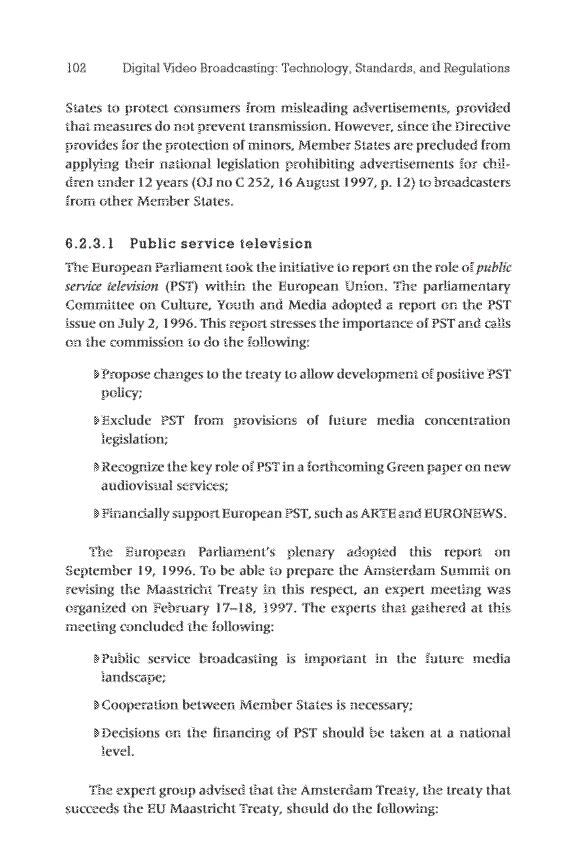 102 Digital Video Broadcasting: Technology, Standards, and Regulations
States to protect consumers from misleading advertisements, provided
that measures do not prevent transmission. However, since the Directive
provides for the protection of minors, Member States are precluded from
applying their national legislation prohibiting advertisements for chil-
dren under 12 years (OJ no C 252, 16 August 1997, p. 12) to broadcasters
from other Member States.
6.2.3.1 Public service television
The European Parliament took the initiative to report on the role of public
service television (PST) within the European Union. The parliamentary
Committee on Culture, Youth and Media adopted a report on the PST
issue on July 2, 1996. This report stresses the importance of PST and calls
on the commission to do the following:
Propose changes to the treaty to allow development of positive PST
policy;
Exclude PST from provisions of future media concentration
legislation;
Recognize the key role of PST in a forthcoming Green paper on new
audiovisual services;
Financially support European PST, such as ARTE and EURONEWS.
The European Parliament's plenary adopted this report on
September 19, 1996. To be able to prepare the Amsterdam Summit on
revising the Maastricht Treaty in this respect, an expert meeting was
organized on February 17–18, 1997. The experts that gathered at this
meeting concluded the following:
Public service broadcasting is important in the future media
landscape;
Cooperation between Member States is necessary;
Decisions on the financing of PST should be taken at a national
level.
The expert group advised that the Amsterdam Treaty, the treaty that
succeeds the EU Maastricht Treaty, should do the following: